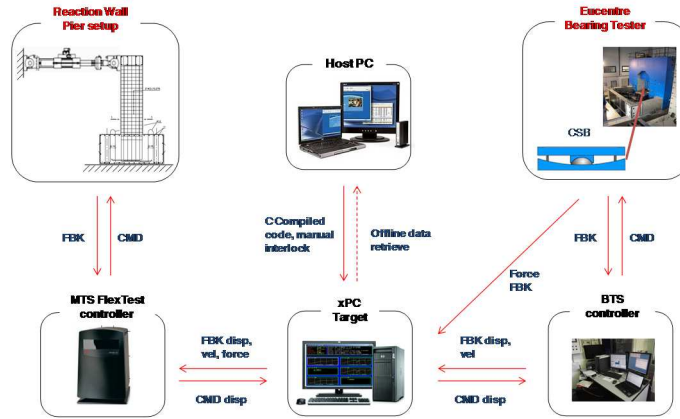 Reaction Wall
Pier setup
Host PC
Eucentre
Bearing Tester
CSB
FBK
CMD
C Compiled
code, manual
interlock
Offline data
retrieve
FBK
CMD
Force
FBK
MTS FlexTest
controller
xPC
Target
BTS
controller
FBK disp,
vel, force
CMD disp
FBK disp,
vel
CMD disp